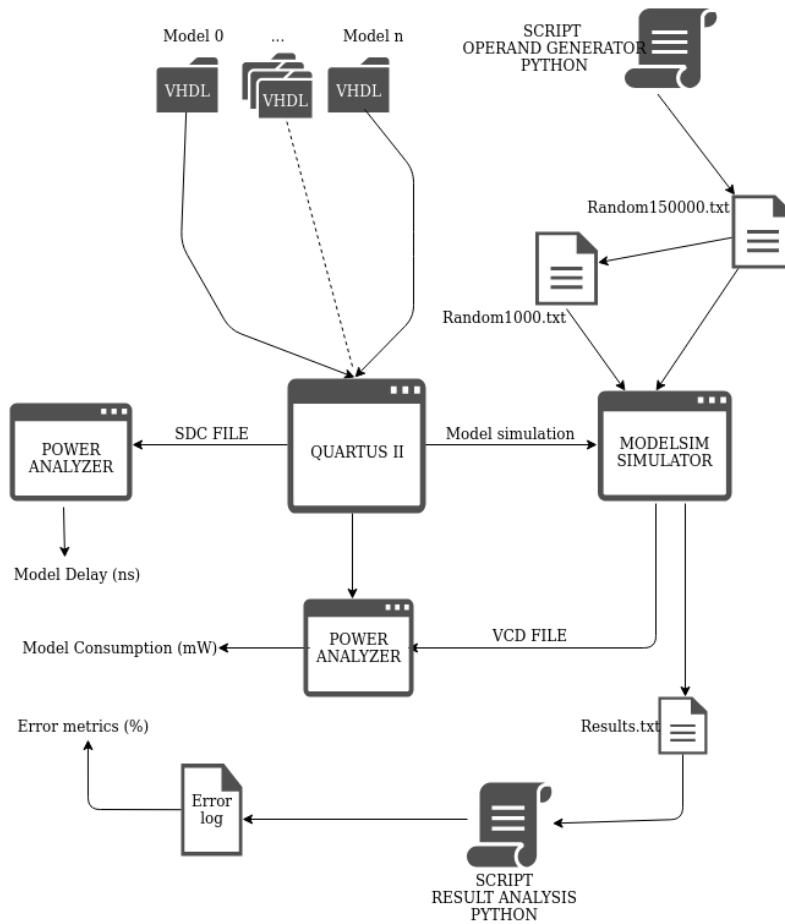 Model 0
...
Model n
SCRIPT
OPERAND GENERATOR
PYTHON
VHDL
VHDL
VHDL
Random150000.txt
Random1000.txt
SDC FILE
QUARTUS II
Model simulation
MODELSIM
SIMULATOR
POWER
ANALYZER
Model Delay (ns)
POWER
ANALYZER
VCD FILE
Model Consumption (mW)
Error metrics (%)
Results.txt
Error
log
SCRIPT
RESULT ANALYSIS
PYTHON